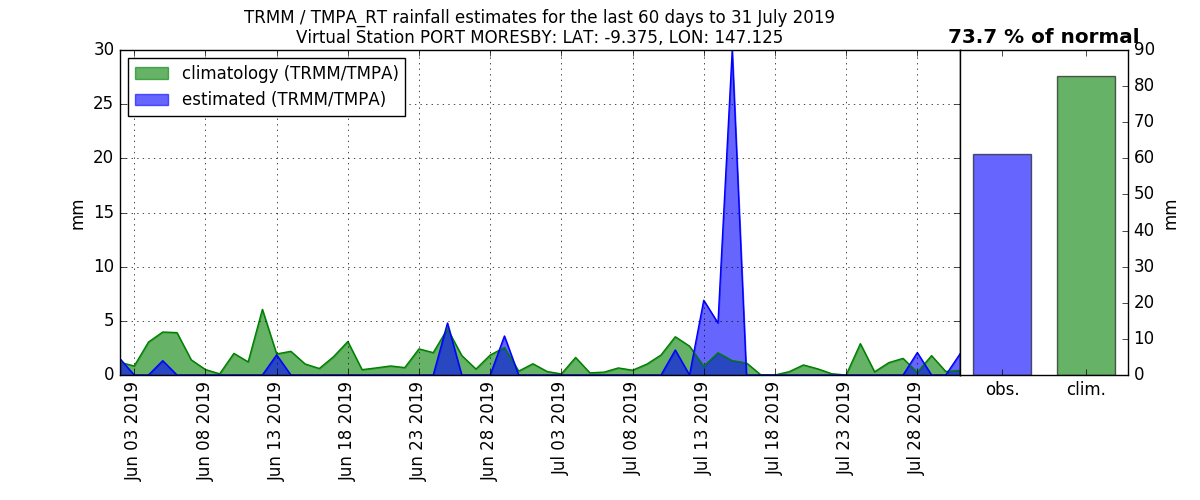 TRMM / TMPA_RT rainfall estimates for the last 60 days to 31 July 2019
Virtual Station PORT MORESBY: LAT: -9.375, LON: 147.125
73.7 % of normal
climatology (TRMM/TMPA)
estimated (TRMM/TMPA)
30
25
20
15
10
5
0
mm
Jun 03 2019
Jun 08 2019
Jun 13 2019
Jun 18 2019
Jun 23 2019
Jun 28 2019
Jul 03 2019
Jul 08 2019
Jul 13 2019
Jul 18 2019
Jul 23 2019
Jul 28 2019
obs.
clim.
90
80
70
60
50
40
30
20
10
0
mm